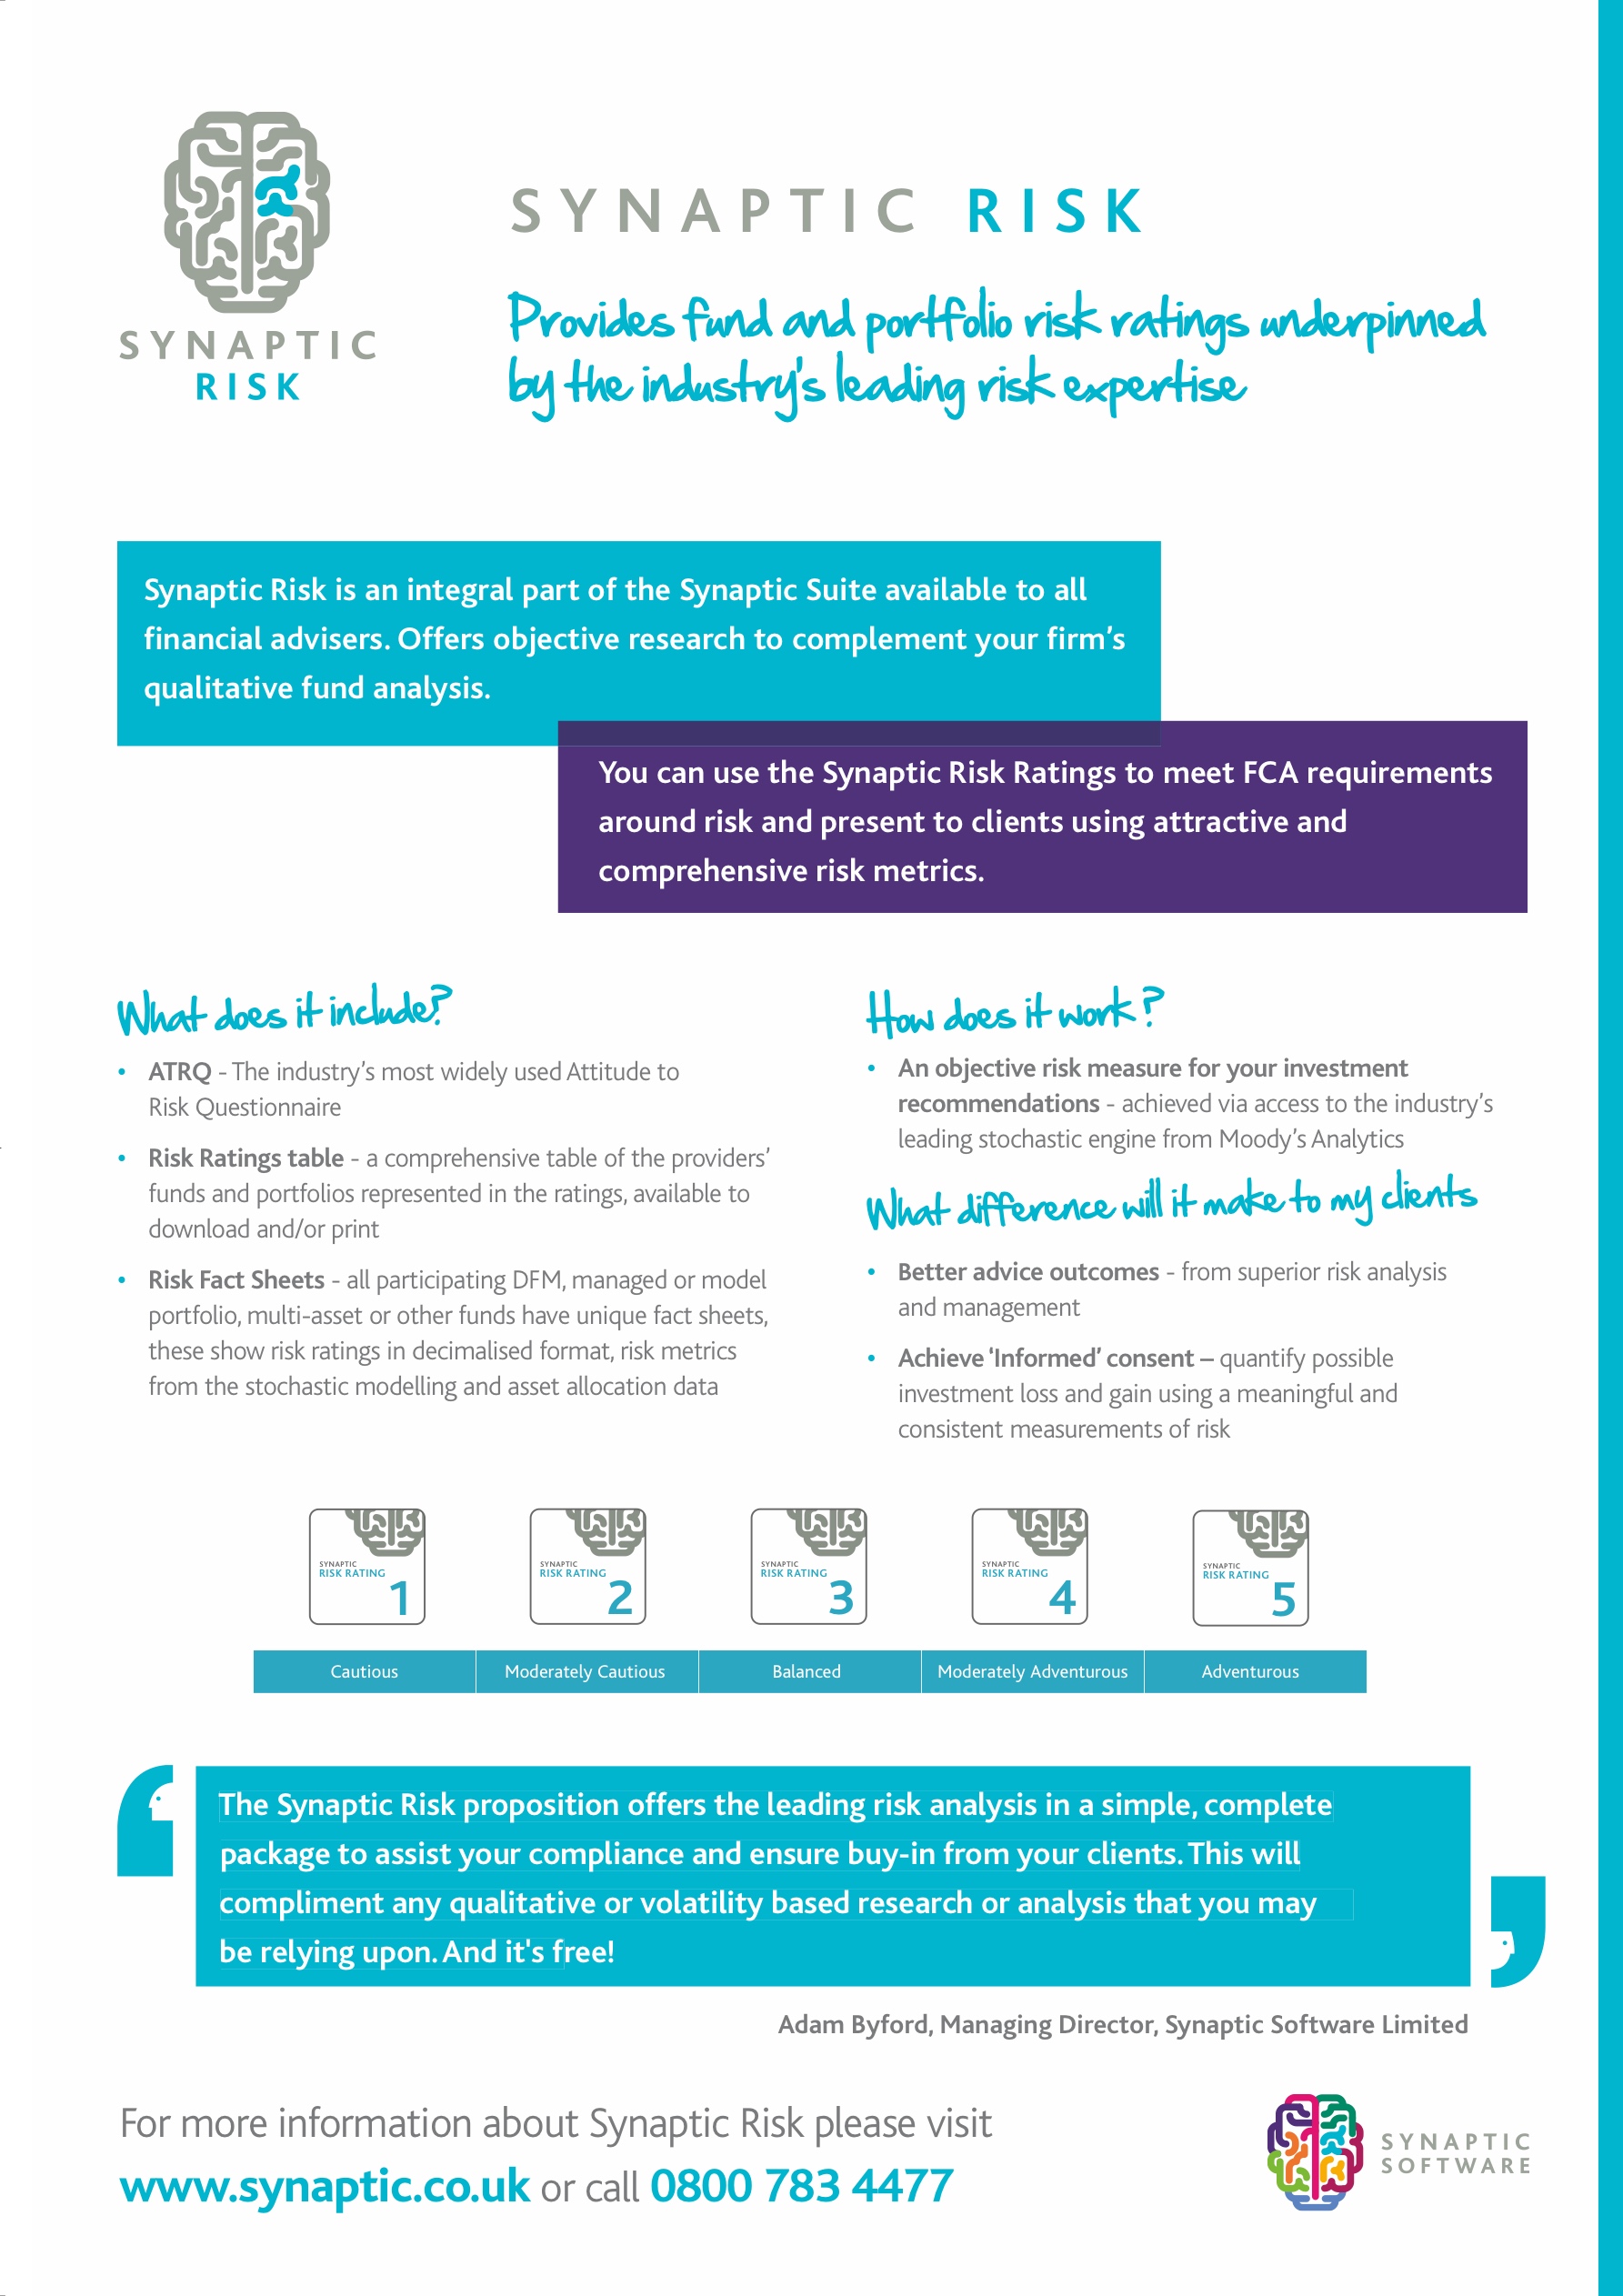 SYNAPTIC
RISK
SYNAPTIC RISK
Provides fund and portfolio risk ratings underpinned
by the industry's leading risk expertise
Synaptic Risk is an integral part of the Synaptic Suite available to all
financial advisers. Offers objective research to complement your firm's
qualitative fund analysis.
You can use the Synaptic Risk Ratings to meet FCA requirements
around risk and present to clients using attractive and
comprehensive risk metrics.
What does it include?
• ATRQ - The industry's most widely used Attitude to
Risk Questionnaire
• Risk Ratings table - a comprehensive table of the providers'
funds and portfolios represented in the ratings, available to
download and/or print
• Risk Fact Sheets - all participating DFM, managed or model
portfolio, multi-asset or other funds have unique fact sheets,
these show risk ratings in decimalised format, risk metrics
from the stochastic modelling and asset allocation data
How does it work?
• An objective risk measure for your investment
recommendations - achieved via access to the industry's
leading stochastic engine from Moody's Analytics
What difference will it make to my clients
• Better advice outcomes - from superior risk analysis
and management
• Achieve 'Informed' consent – quantify possible
investment loss and gain using a meaningful and
consistent measurements of risk
SYNAPTIC
RISK RATING
1
SYNAPTIC
RISK RATING
2
SYNAPTIC
RISK RATING
3
SYNAPTIC
RISK RATING
4
SYNAPTIC
RISK RATING
5
Cautious
Moderately Cautious
Balanced
Moderately Adventurous
Adventurous
The Synaptic Risk proposition offers the leading risk analysis in a simple, complete
package to assist your compliance and ensure buy-in from your clients. This will
compliment any qualitative or volatility based research or analysis that you may
be relying upon. And it's free!
Adam Byford, Managing Director, Synaptic Software Limited
For more information about Synaptic Risk please visit
www.synaptic.co.uk or call 0800 783 4477
SYNAPTIC
SOFTWARE